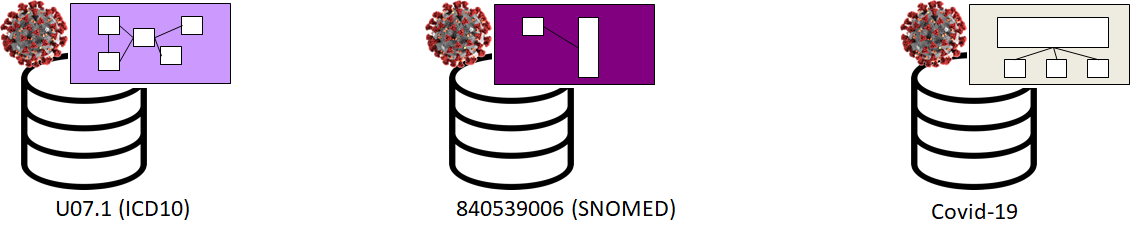 U07.1 (ICD10)
840539006 (SNOMED)
Covid-19